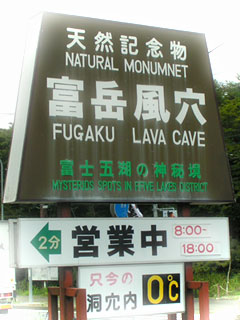 天然記念物
NATURAL MONUMNET
富岳風穴
FUGAKU LAVA CAVE
富士五湖の神秘境
MYSTERIOUS SPOTS IN FIVE LAKES DISTRICT
2分
営業中
8:00-
-18:00
只今の
洞穴内
0℃